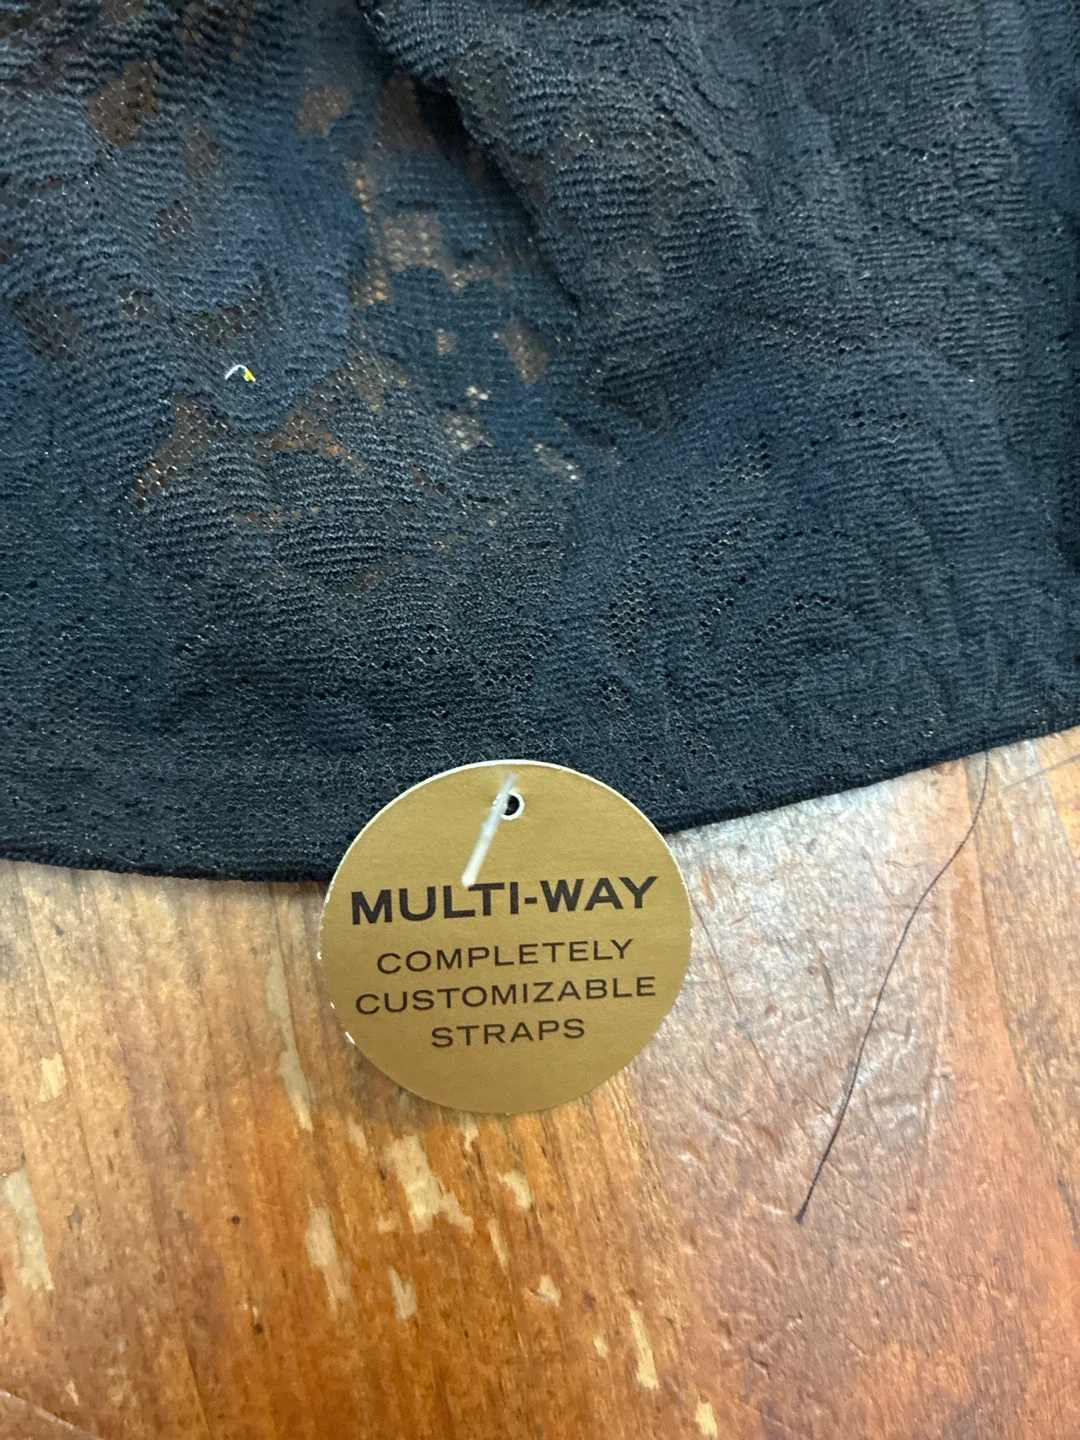 MULTI-WAY
COMPLETELY
CUSTOMIZABLE
STRAPS